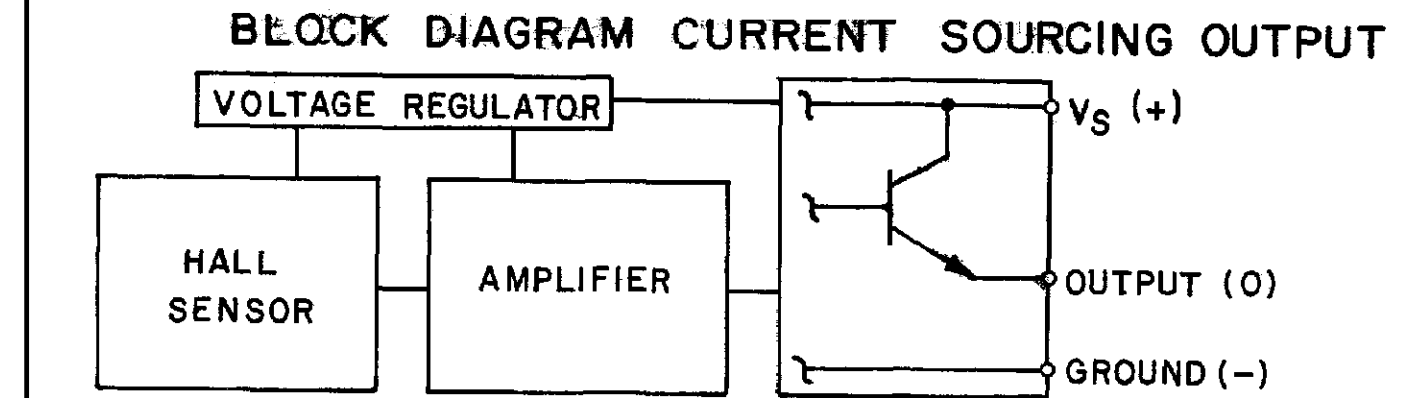 BLOCK DIAGRAM CURRENT SOURCING OUTPUT
VOLTAGE REGULATOR
VS (+)
HALL
SENSOR
AMPLIFIER
OUTPUT (O)
GROUND (-)